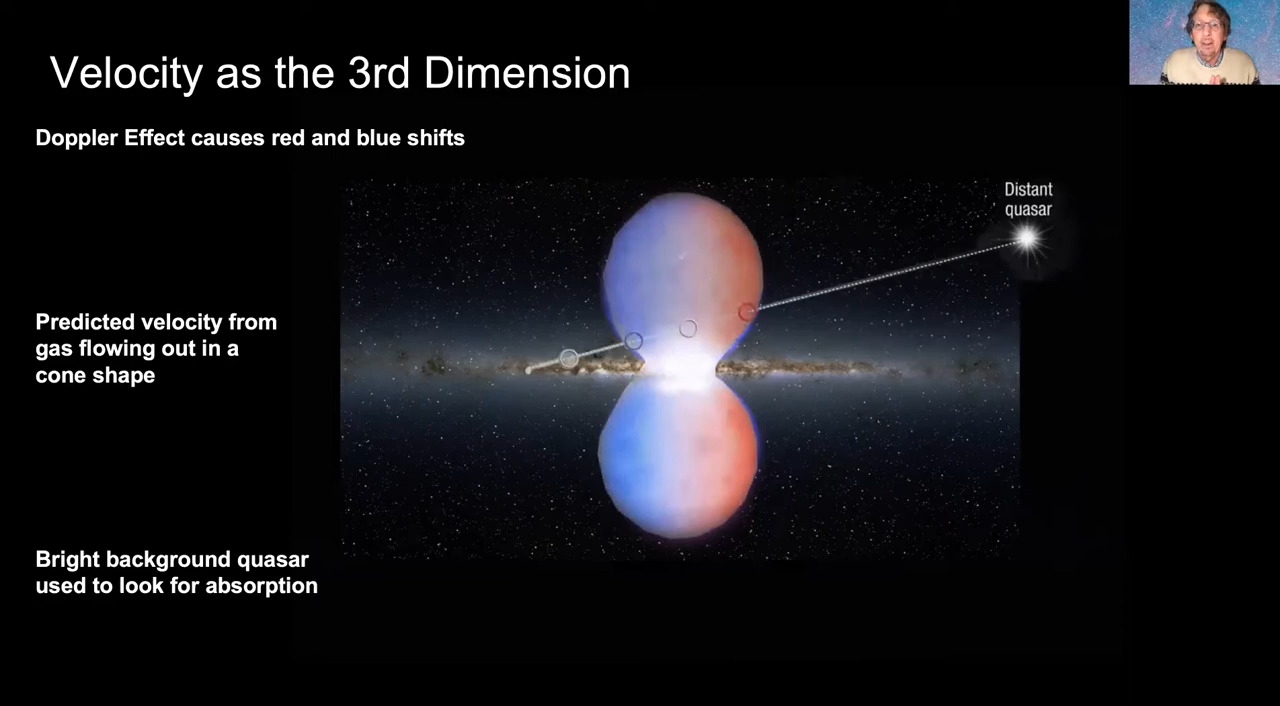 Velocity as the 3rd Dimension
Doppler Effect causes red and blue shifts
Distant
quasar
Predicted velocity from
gas flowing out in a
cone shape
Bright background quasar
used to look for absorption